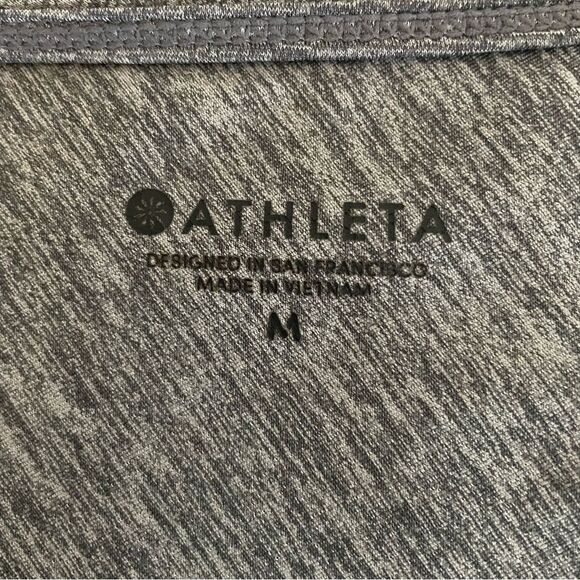 ATHLETA
DESIGNED IN SAN FRANCISCO
MADE IN VIETNAM
M